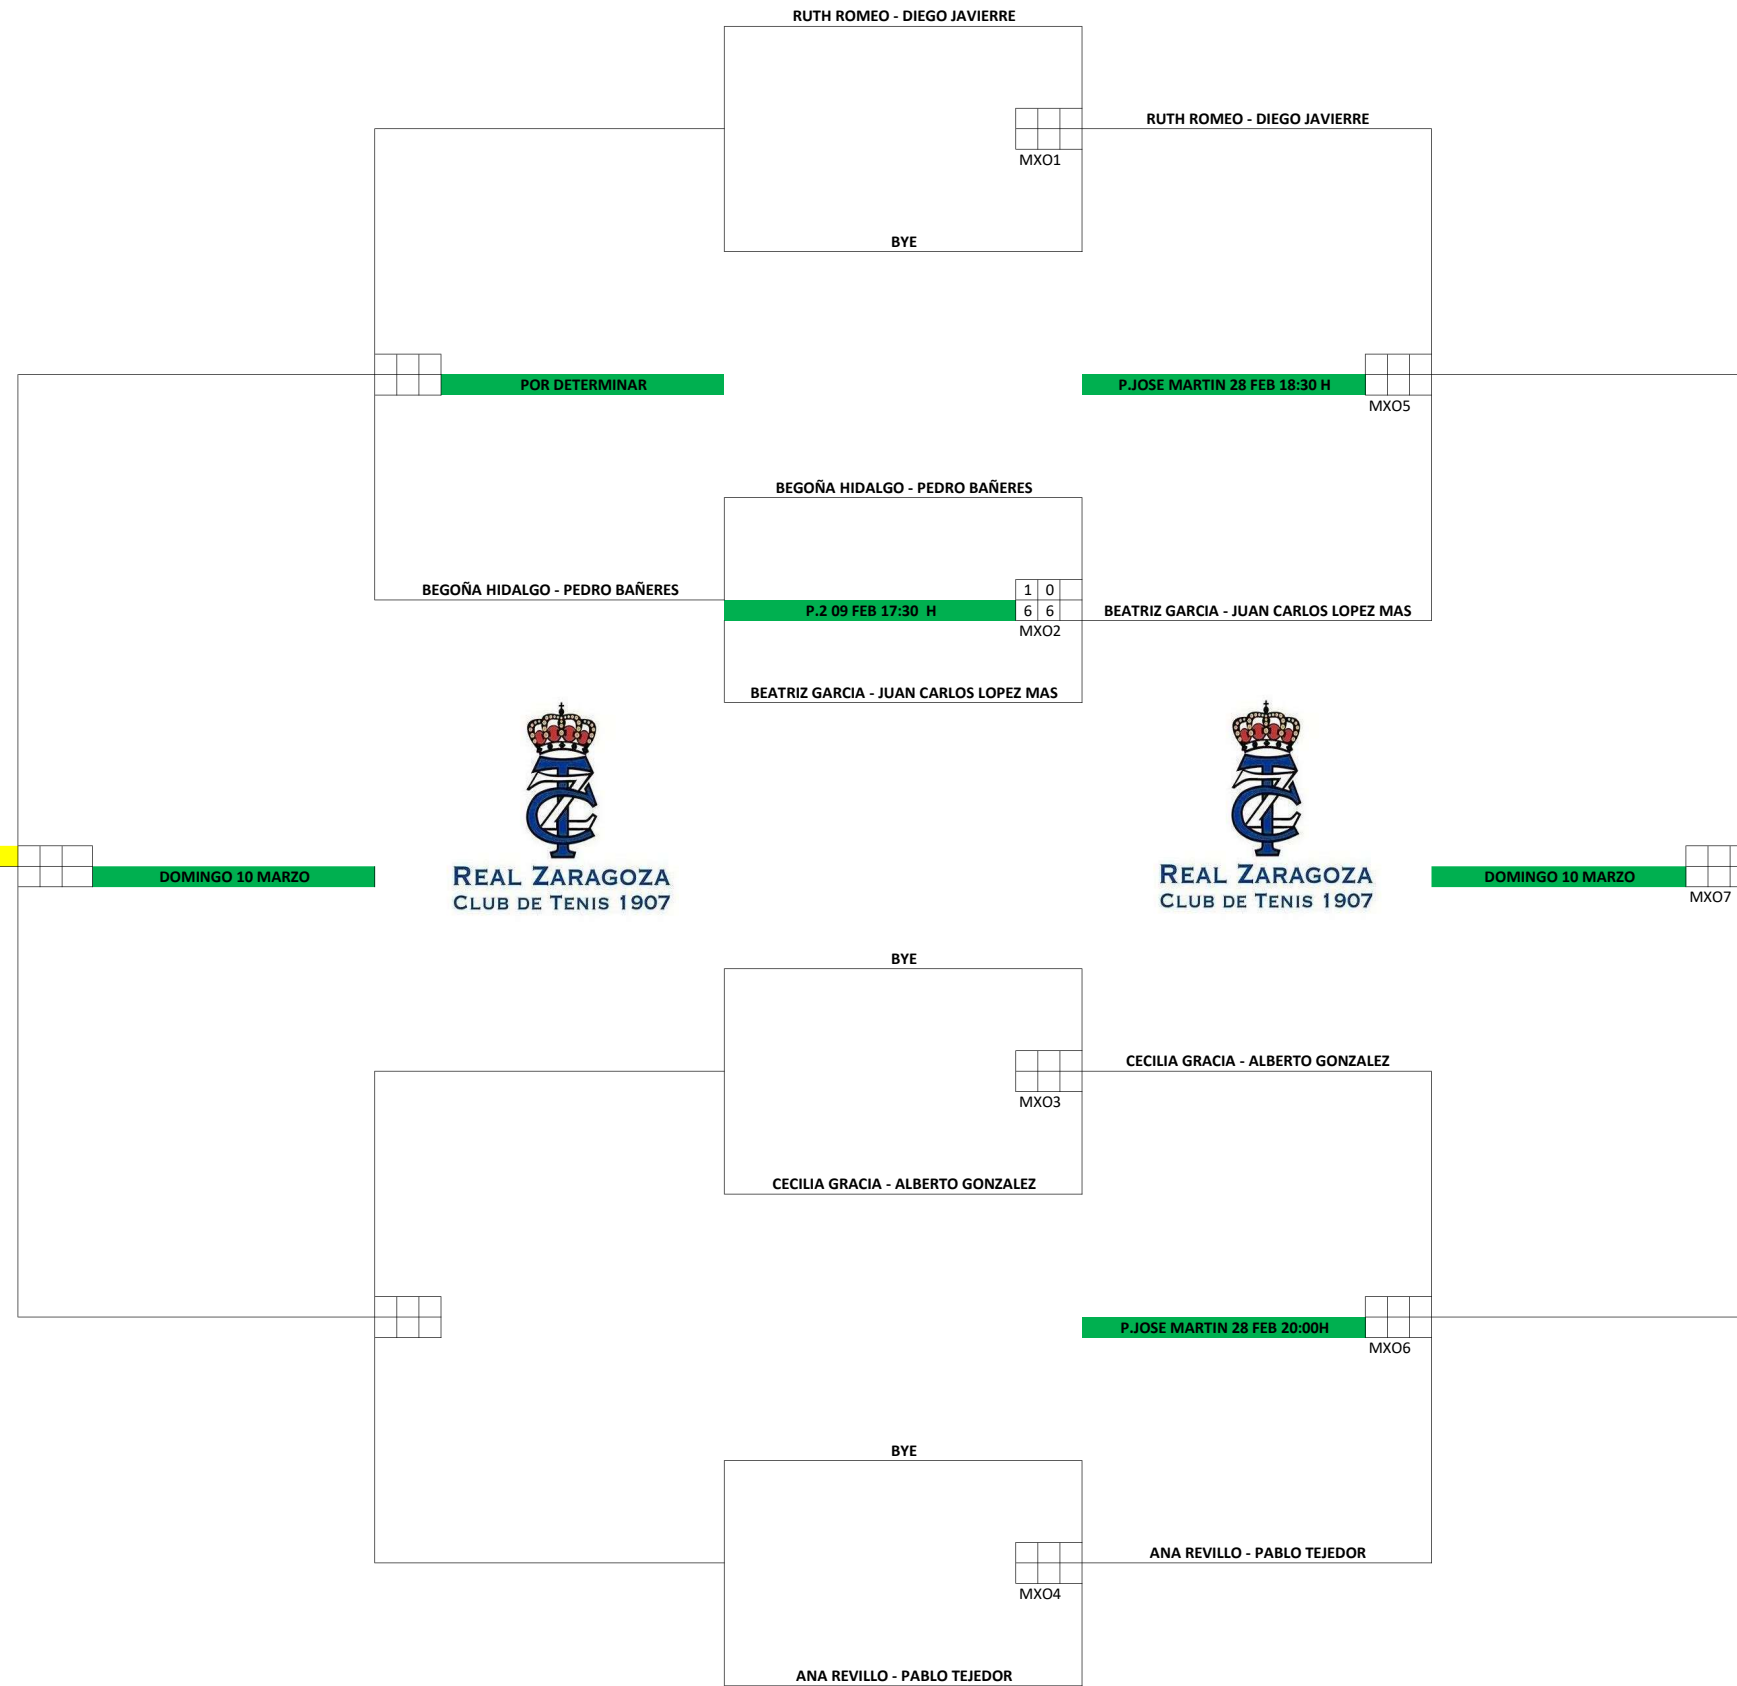 RUTH ROMEO - DIEGO JAVIERRE
RUTH ROMEO - DIEGO JAVIERRE
MXO1
BYE
POR DETERMINAR
P.JOSE MARTIN 28 FEB 18:30 H
MXO5
BEGOÑA HIDALGO - PEDRO BAÑERES
BEGOÑA HIDALGO - PEDRO BAÑERES
1 0
P.2 09 FEB 17:30 H
6 6
BEATRIZ GARCIA - JUAN CARLOS LOPEZ MAS
MXO2
BEATRIZ GARCIA - JUAN CARLOS LOPEZ MAS
DOMINGO 10 MARZO
REAL ZARAGOZA
CLUB DE TENIS 1907
REAL ZARAGOZA
CLUB DE TENIS 1907
DOMINGO 10 MARZO
MXO7
BYE
CECILIA GRACIA - ALBERTO GONZALEZ
MXO3
CECILIA GRACIA - ALBERTO GONZALEZ
P.JOSE MARTIN 28 FEB 20:00H
MXO6
BYE
ANA REVILLO - PABLO TEJEDOR
MXO4
ANA REVILLO - PABLO TEJEDOR